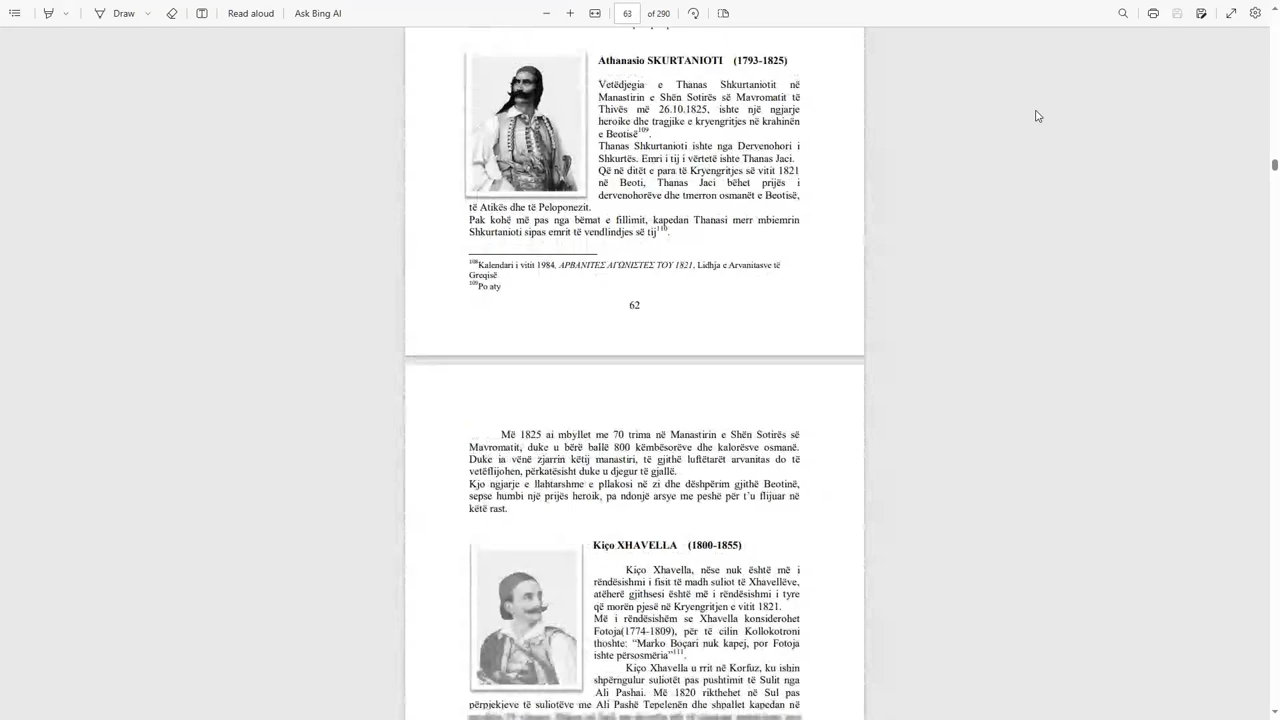 Draw
Read aloud
Ask Bing AI
63
of 290
Athanasio SKURTANIOTI (1793-1825)
Vetëdjegia e Thanas Shkurtaniotit në
Manastirin e Shën Sotirës së Mavromatit të
Thivës më 26.10.1825, ishte një ngjarje
heroike dhe tragjike e kryengritjes në krahinën
e Beotisë109.
Thanas Shkurtanioti ishte nga Dervenohori i
Shkurtës. Emri i tij i vërtetë ishte Thanas Jaci.
Që në ditët e para të Kryengritjes së vitit 1821
në Beoti, Thanas Jaci bëhet prijës i
dervenohorëve dhe tmerron osmanët e Beotisë,
të Atikës dhe të Peloponezit.
Pak kohë më pas nga bëmat e fillimit, kapedan Thanasi merr mbiemrin
Shkurtanioti sipas emrit të vendlindjes së tij110.
108Kalendari i vitit 1984, ΑΡΒΑΝΙΤΕΣ ΑΓΩΝΙΣΤΕΣ ΤΟΥ 1821, Lidhja e Arvanitasve të
Greqisë
109Po aty
62
Më 1825 ai mbyllet me 70 trima në Manastirin e Shën Sotirës së
Mavromatit, duke u bërë ballë 800 këmbësorëve dhe kalorësve osmanë.
Duke ia vënë zjarrin këtij manastiri, të gjithë luftëtarët arvanitas do të
vetëflijohen, përkatësisht duke u djegur të gjallë.
Kjo ngjarje e llahtarshme e pllakosi në zi dhe dëshpërim gjithë Beotinë,
sepse humbi një prijës heroik, pa ndonjë arsye me peshë për t'u flijuar në
këtë rast.
Kiço XHAVELLA (1800-1855)
Kiço Xhavella, nëse nuk është më i
rëndësishmi i fisit të madh suliot të Xhavellëve,
atëherë gjithsesi është më i rëndësishmi i tyre
që morën pjesë në Kryengritjen e vitit 1821.
Më i rëndësishëm se Xhavella konsiderohet
Fotoja(1774-1809), për të cilin Kollokotroni
thoshte: “Marko Boçari nuk kapej, por Fotoja
ishte përsosmëria”111.
Kiço Xhavella u rrit në Korfuz, ku ishin
shpërngulur suliotët pas pushtimit të Sulit nga
Ali Pashai. Më 1820 rikthehet në Sul pas
përpjekjeve të suliotëve me Ali Pashë Tepelenën dhe shpallet kapedan në